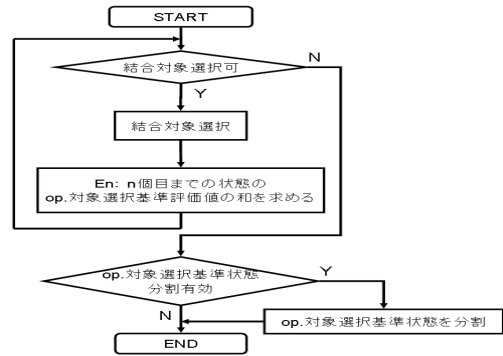 START
結合対象選択可
N
Y
結合対象選択
En: n個目までの状態の
op.対象選択基準評価値の和を求める
op.対象選択基準状態
分割有効
Y
N
op.対象選択基準状態を分割
END